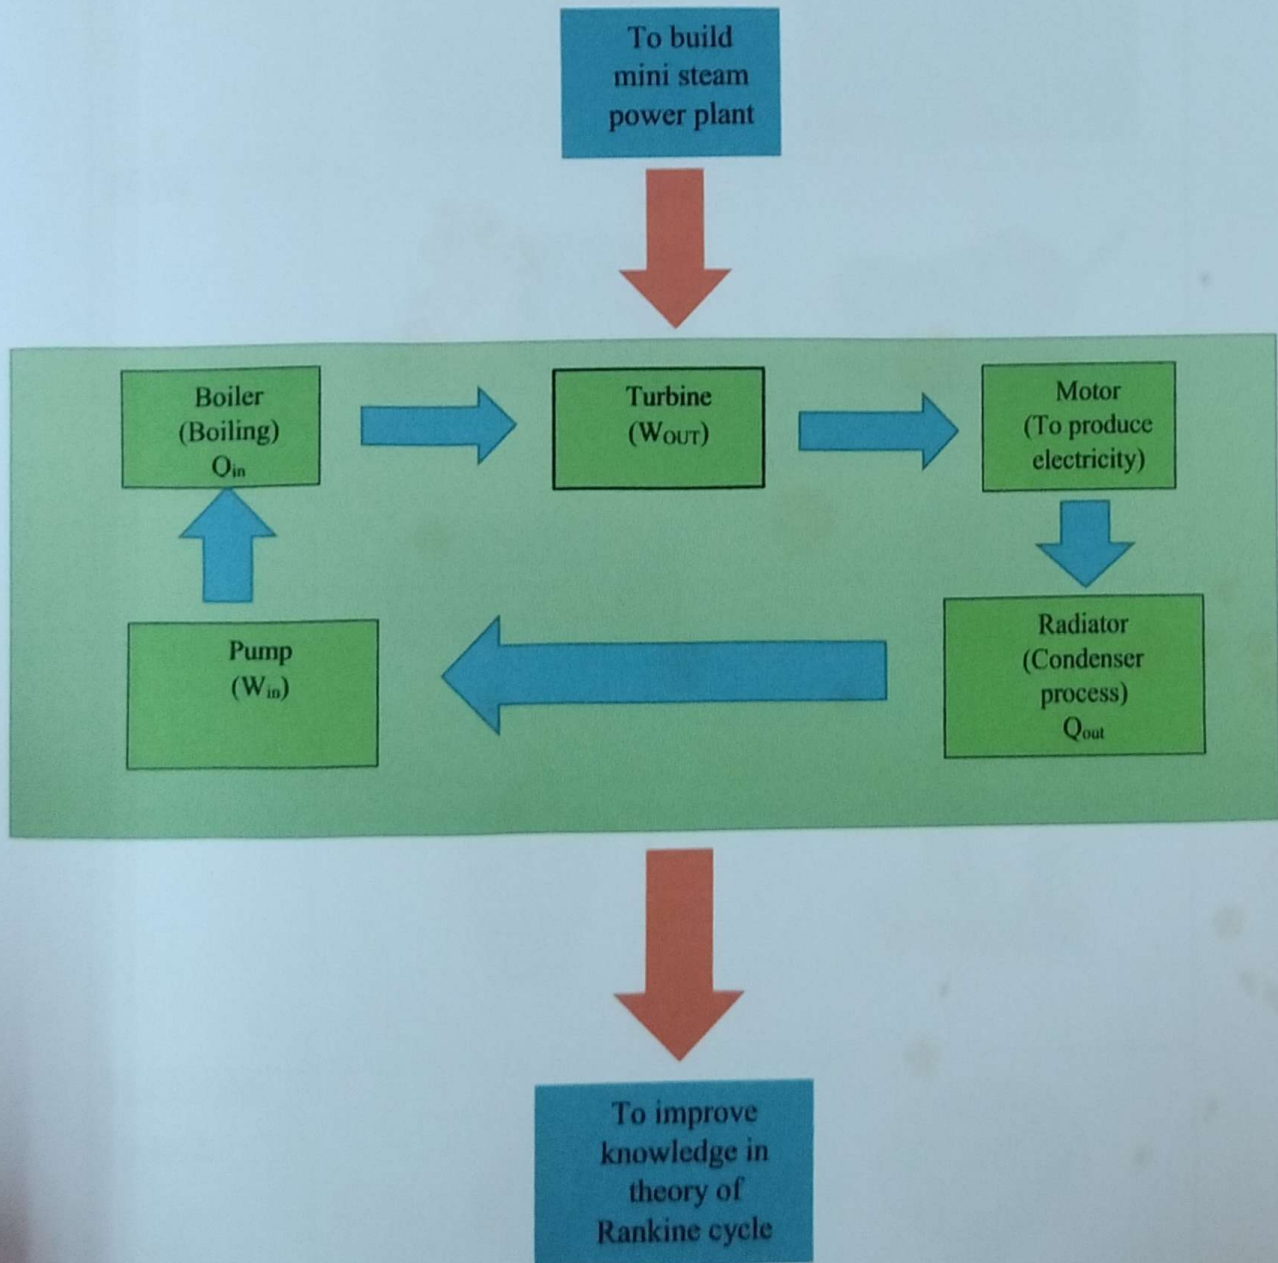 To build
mini steam
power plant
Boiler
(Boiling)
Qin
Turbine
(WOUT)
Motor
(To produce
electricity)
Pump
(Win)
Radiator
(Condenser
process)
Qout
To improve
knowledge in
theory of
Rankine cycle